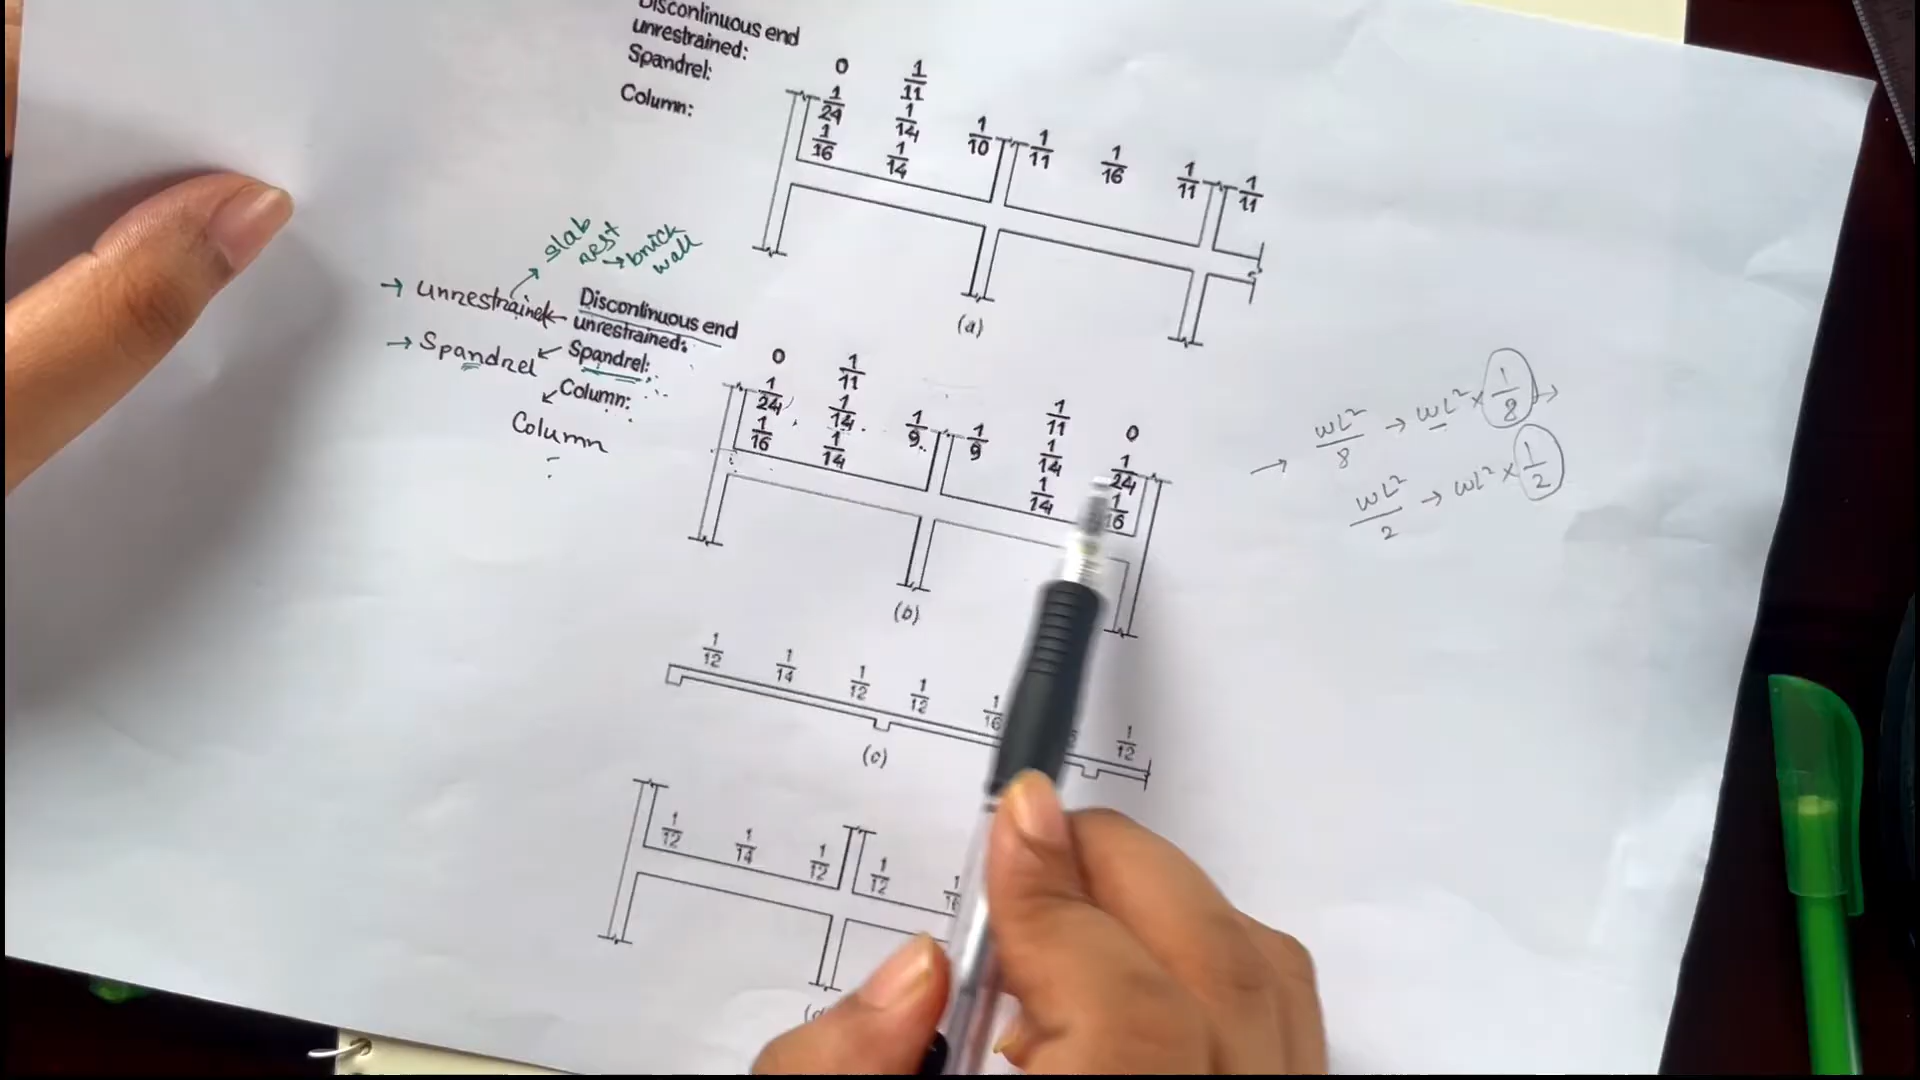 Discontinuous end
unrestrained:
Spandrel:
Column:
0 1/11
1/24 1/14
1/16 1/14 1/10 1/11 1/16 1/11 1/11
(a)
slab
rest → brick
wall
→ unrestrained ← Discontinuous end
unrestrained:
→ Spandrel ← Spandrel:
Column:
Column
0 1/11 1/11 0
1/24 1/14 1/14 1/24
1/16 1/14 1/9 1/9 1/14 1/16
(b)
→ wL²/8 → wL² × 1/8 →
wL²/2 → wL² × 1/2
1/12 1/14 1/12 1/12 1/16 1/12
(c)
1/12 1/14 1/12 1/12